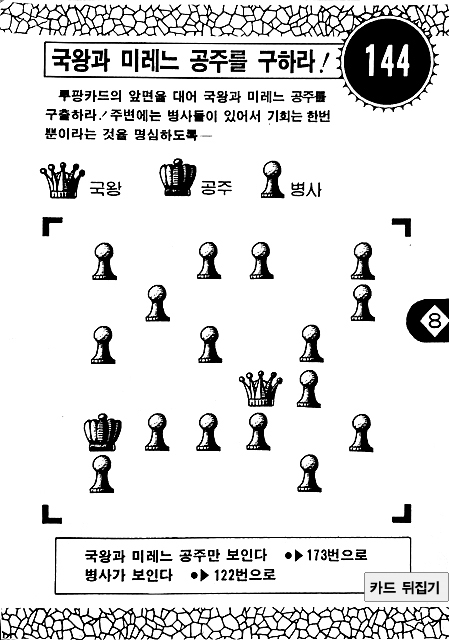 국왕과 미레느 공주를 구하라!
144
루팡카드의 앞면을 대어 국왕과 미레느 공주를
구출하라! 주변에는 병사들이 있어서 기회는 한번
뿐이라는 것을 명심하도록―
국왕 공주 병사
8
국왕과 미레느 공주만 보인다 ●▶173번으로
병사가 보인다 ●▶122번으로
카드 뒤집기